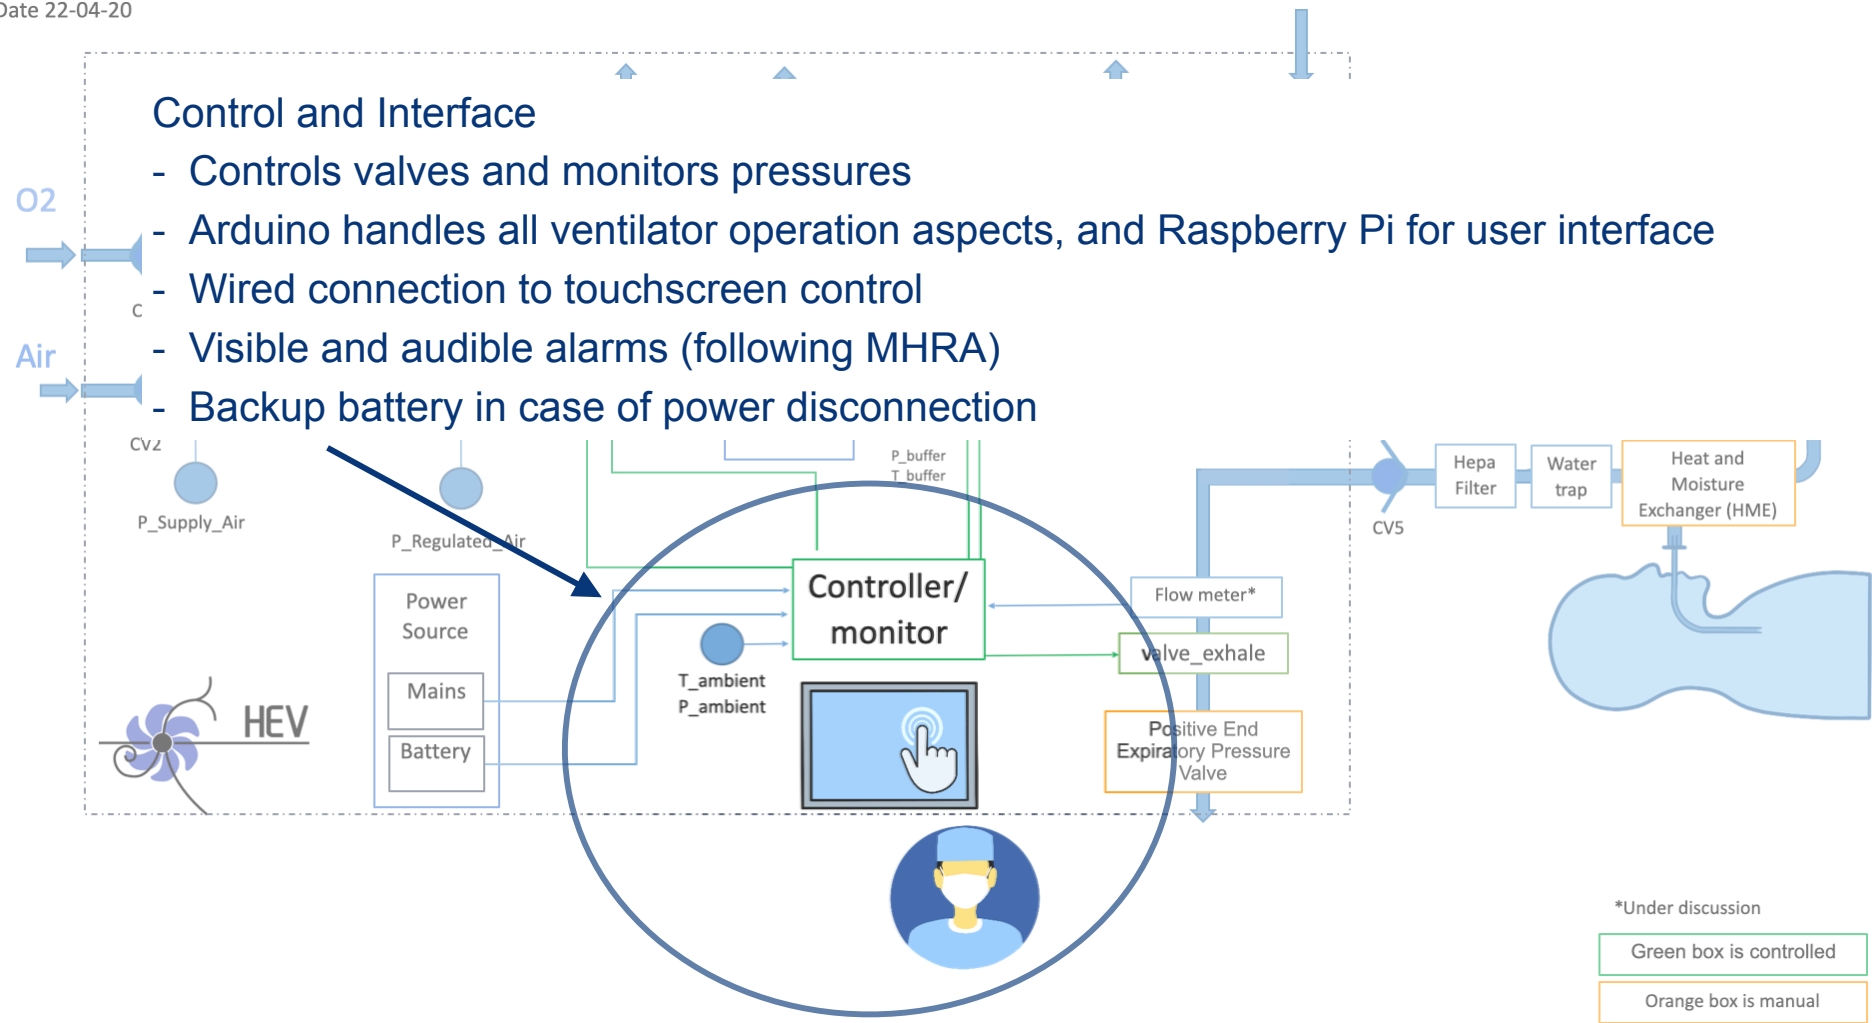 Date 22-04-20
Control and Interface
- Controls valves and monitors pressures
- Arduino handles all ventilator operation aspects, and Raspberry Pi for user interface
- Wired connection to touchscreen control
- Visible and audible alarms (following MHRA)
- Backup battery in case of power disconnection
O2
C
Air
CV2
P_Supply_Air
P_Regulated_Air
P_buffer
T_buffer
Hepa
Filter
Water
trap
Heat and
Moisture
Exchanger (HME)
CV5
Power
Source
Mains
Battery
HEV
Controller/
monitor
T_ambient
P_ambient
Flow meter*
valve_exhale
Positive End
Expiratory Pressure
Valve
*Under discussion
Green box is controlled
Orange box is manual